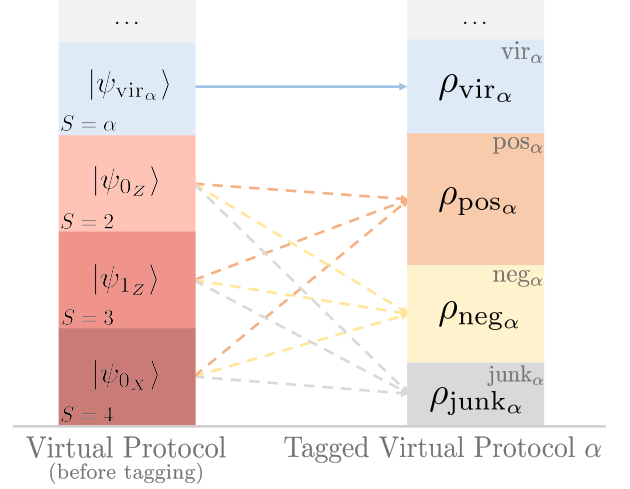 ... ...
|ψ_vir_α⟩
S = α
vir_α
ρ_vir_α
|ψ_0_Z⟩
S = 2
pos_α
ρ_pos_α
|ψ_1_Z⟩
S = 3
neg_α
ρ_neg_α
|ψ_0_X⟩
S = 4
junk_α
ρ_junk_α
Virtual Protocol
(before tagging)
Tagged Virtual Protocol α